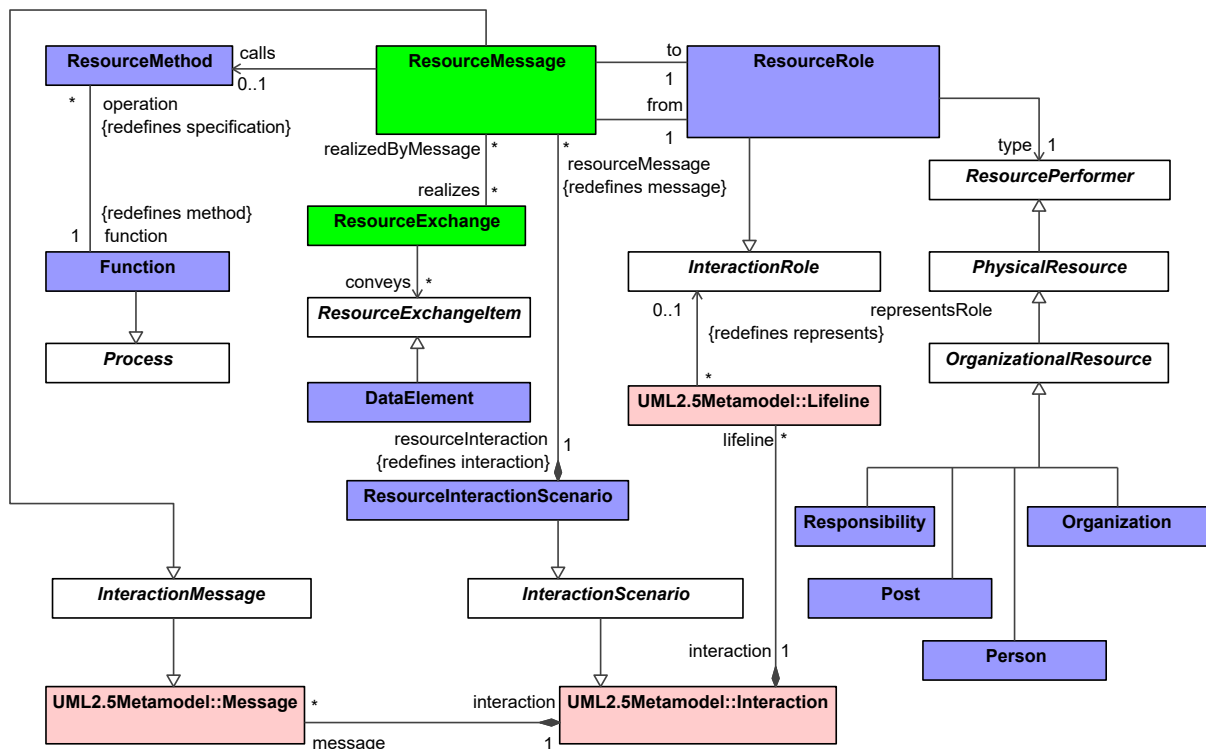 calls
ResourceMethod
ResourceMessage
to
ResourceRole
0..1
1
*
operation
{redefines specification}
from
1
realizedByMessage
*
*
resourceMessage
{redefines message}
type
1
ResourcePerformer
realizes
*
{redefines method}
1
function
ResourceExchange
Function
InteractionRole
PhysicalResource
conveys
*
ResourceExchangeItem
0..1
{redefines represents}
representsRole
Process
OrganizationalResource
DataElement
*
UML2.5Metamodel::Lifeline
resourceInteraction
{redefines interaction}
1
lifeline
*
ResourceInteractionScenario
Responsibility
Organization
InteractionMessage
InteractionScenario
Post
Person
interaction
1
UML2.5Metamodel::Message
*
interaction
UML2.5Metamodel::Interaction
message
1